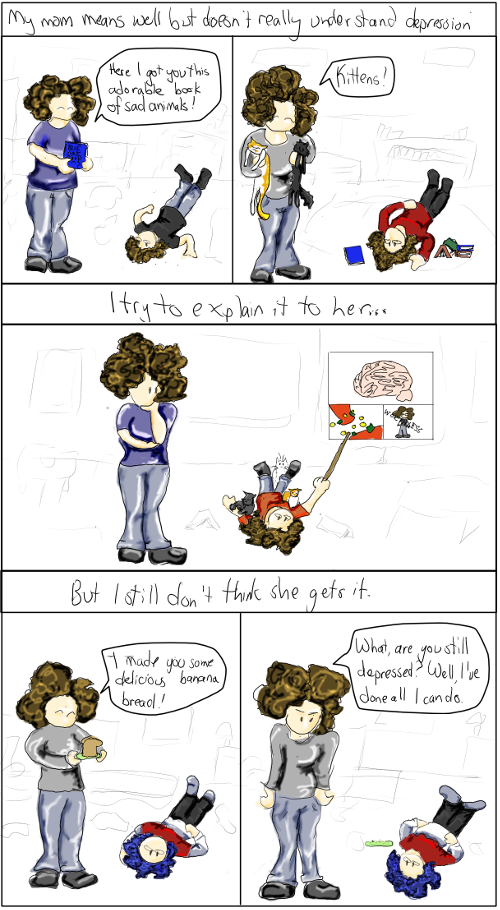 My mom means well but doesn't really understand depression
Here I got you this
adorable book
of sad animals!
Kittens!
I try to explain it to her...
But I still don't think she gets it.
I made you some
delicious banana
bread!
What, are you still
depressed? Well, I've
done all I can do.